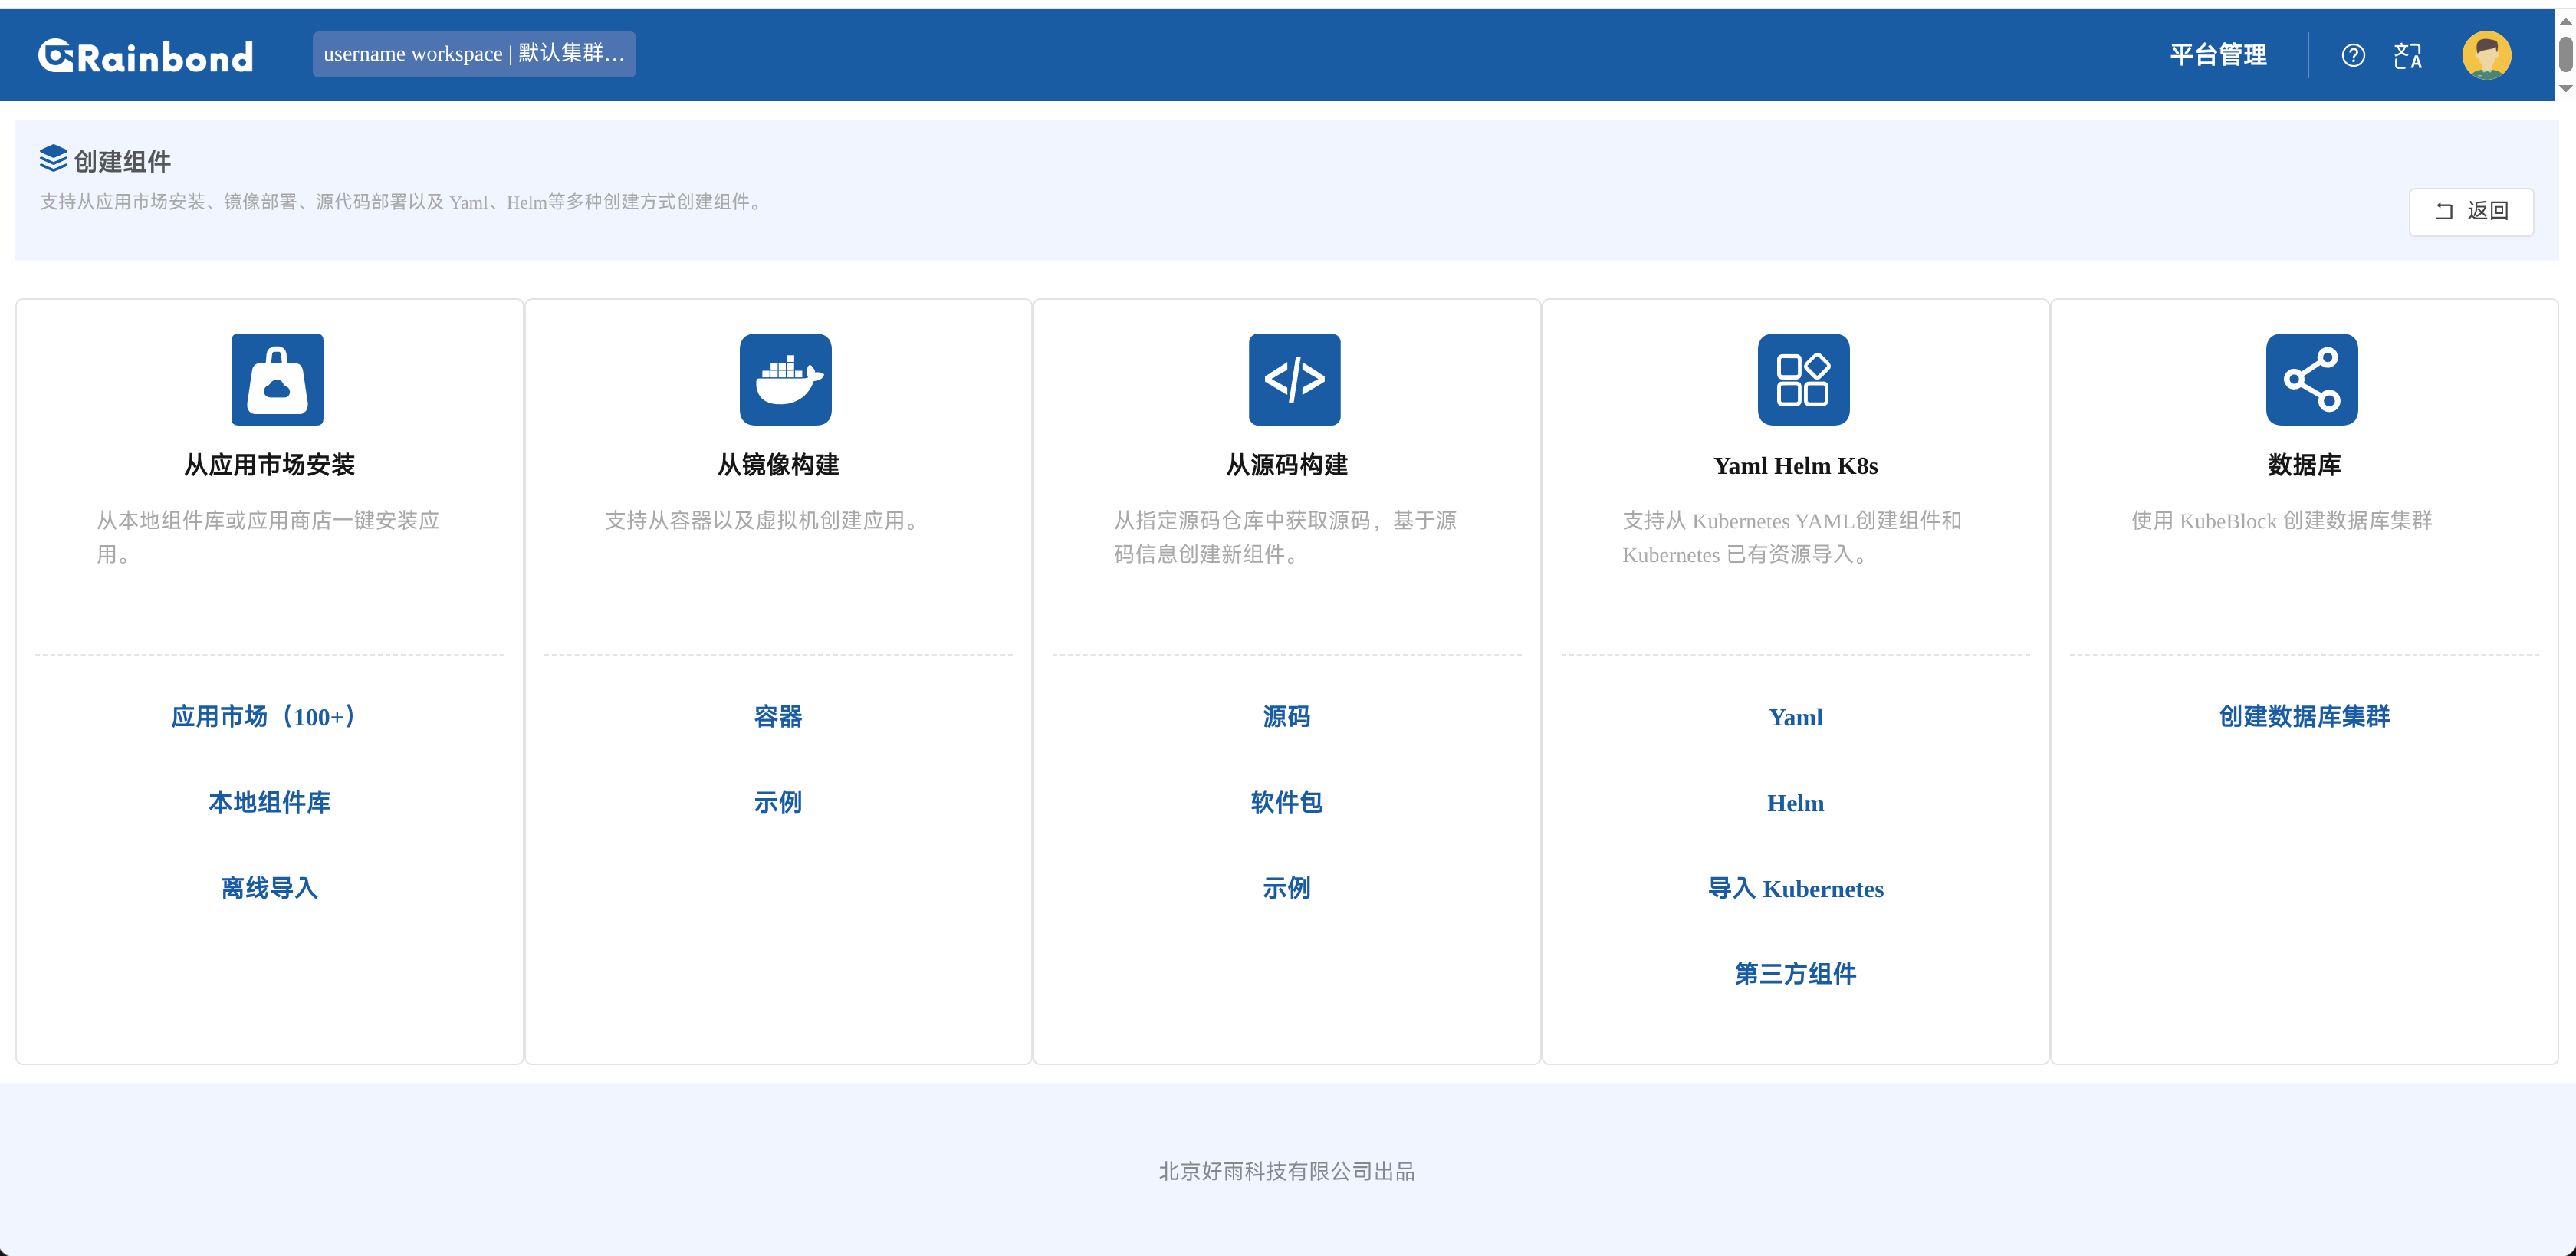 Rainbond
username workspace | 默认集群...
平台管理
创建组件
支持从应用市场安装、镜像部署、源代码部署以及 Yaml、Helm等多种创建方式创建组件。
返回
从应用市场安装
从本地组件库或应用商店一键安装应
用。
应用市场（100+）
本地组件库
离线导入
从镜像构建
支持从容器以及虚拟机创建应用。
容器
示例
从源码构建
从指定源码仓库中获取源码，基于源
码信息创建新组件。
源码
软件包
示例
Yaml Helm K8s
支持从 Kubernetes YAML创建组件和
Kubernetes 已有资源导入。
Yaml
Helm
导入 Kubernetes
第三方组件
数据库
使用 KubeBlock 创建数据库集群
创建数据库集群
北京好雨科技有限公司出品